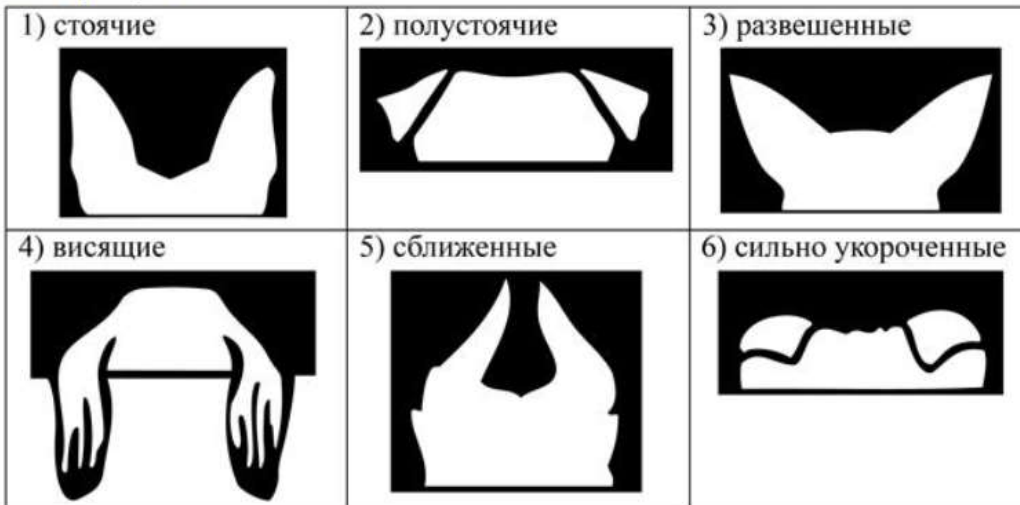 1) стоячие
2) полустоячие
3) развешенные
4) висящие
5) сближенные
6) сильно укороченные